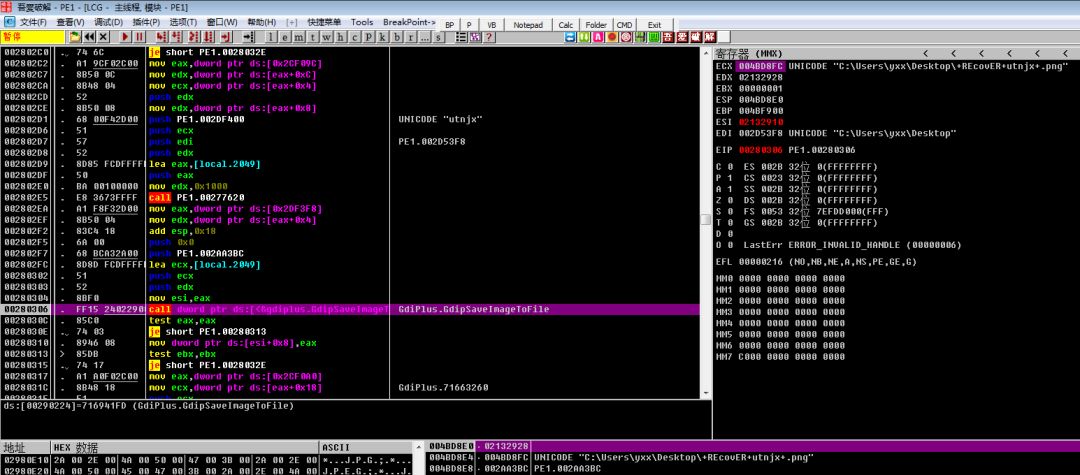 吾爱破解 - PE1 - [LCG - 主线程, 模块 - PE1]
文件(F) 查看(V) 调试(D) 插件(P) 选项(T) 窗口(W) 帮助(H) [+] 快捷菜单 Tools BreakPoint-> BP P VB Notepad Calc Folder CMD Exit
暂停 l e m t w h c p k b r ... s 吾 爱 破 解
002802C0 . 74 6C je short PE1.0028032E
002802C2 . A1 9CF02C00 mov eax,dword ptr ds:[0x2CF09C]
002802C7 . 8B50 0C mov edx,dword ptr ds:[eax+0xC]
002802CA . 8B48 04 mov ecx,dword ptr ds:[eax+0x4]
002802CD . 52 push edx
002802CE . 8B50 08 mov edx,dword ptr ds:[eax+0x8]
002802D1 . 68 00F42D00 push PE1.002DF400 UNICODE "utnjx"
002802D6 . 51 push ecx
002802D7 . 57 push edi PE1.002D53F8
002802D8 . 52 push edx
002802D9 . 8D85 FCDFFFFF lea eax,[local.2049]
002802DF . 50 push eax
002802E0 . BA 00100000 mov edx,0x1000
002802E5 . E8 3673FFFF call PE1.00277620
002802EA . A1 F8F32D00 mov eax,dword ptr ds:[0x2DF3F8]
002802EF . 8B50 04 mov edx,dword ptr ds:[eax+0x4]
002802F2 . 83C4 18 add esp,0x18
002802F5 . 6A 00 push 0x0
002802F7 . 68 BCA32A00 push PE1.002AA3BC
002802FC . 8D8D FCDFFFFF lea ecx,[local.2049]
00280302 . 51 push ecx
00280303 . 52 push edx
00280304 . 8BF0 mov esi,eax
00280306 . FF15 24022900 call dword ptr ds:[<&gdiplus.GdipSaveImageT GdiPlus.GdipSaveImageToFile
0028030C . 85C0 test eax,eax
0028030E . 74 03 je short PE1.00280313
00280310 . 8946 08 mov dword ptr ds:[esi+0x8],eax
00280313 > 85DB test ebx,ebx
00280315 . 74 17 je short PE1.0028032E
00280317 . A1 A0F02C00 mov eax,dword ptr ds:[0x2CF0A0]
0028031C . 8B48 18 mov ecx,dword ptr ds:[eax+0x18] GdiPlus.71663260
ds:[00290224]=716941FD (GdiPlus.GdipSaveImageToFile)
寄存器 (MMX) < < < < < <
ECX 004BD8FC UNICODE "C:\Users\yxx\Desktop\+REcovER+utnjx+.png"
EDX 02132928
EBX 00000001
ESP 004BD8E0
EBP 004BF900
ESI 02132910
EDI 002D53F8 UNICODE "C:\Users\yxx\Desktop"
EIP 00280306 PE1.00280306
C 0 ES 002B 32位 0(FFFFFFFF)
P 1 CS 0023 32位 0(FFFFFFFF)
A 1 SS 002B 32位 0(FFFFFFFF)
Z 0 DS 002B 32位 0(FFFFFFFF)
S 0 FS 0053 32位 7EFDD000(FFF)
T 0 GS 002B 32位 0(FFFFFFFF)
D 0
O 0 LastErr ERROR_INVALID_HANDLE (00000006)
EFL 00000216 (NO,NB,NE,A,NS,PE,GE,G)
MM0 0000 0000 0000 0000
MM1 0000 0000 0000 0000
MM2 0000 0000 0000 0000
MM3 0000 0000 0000 0000
MM4 0000 0000 0000 0000
MM5 0000 0000 0000 0000
MM6 0000 0000 0000 0000
MM7 C000 0000 0000 0000
地址 HEX 数据 ASCII
02980E10 2A 00 2E 00 4A 00 50 00 47 00 3B 00 2A 00 2E 00 *...J.P.G.;.*...
02980E20 4A 00 50 00 45 00 47 00 3B 00 2A 00 2E 00 4A 00 J.P.E.G.;.*...J.
004BD8E0 02132928
004BD8E4 004BD8FC UNICODE "C:\Users\yxx\Desktop\+REcovER+utnjx+.png"
004BD8E8 002AA3BC PE1.002AA3BC